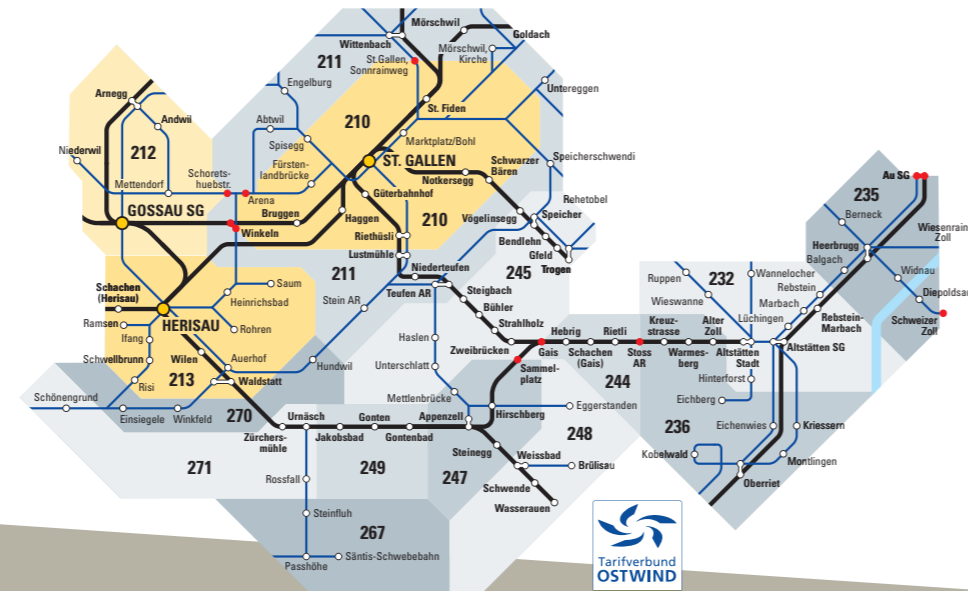 Mörschwil
Wittenbach
Goldach
Mörschwil,
Kirche
St.Gallen,
Sonnrainweg
211
Engelburg
Untereggen
Arnegg
Andwil
Abtwil
210
St. Fiden
Spisegg
Marktplatz/Bohl
Niederwil
212
Fürsten-
landbrücke
ST. GALLEN
Schwarzer
Bären
Speicherschwendi
Mettendorf
Schorets-
huebstr.
Notkersegg
Arena
Güterbahnhof
Rehetobel
GOSSAU SG
Bruggen
Haggen
210
Vögelinsegg
Speicher
Winkeln
Riethüsli
Bendlehn
Gfeld
Trogen
Lustmühle
211
Niederteufen
245
Teufen AR
Schachen
(Herisau)
Saum
Heinrichsbad
Stein AR
Steigbach
Bühler
Ramsen
HERISAU
Rohren
Strahlholz
Ifang
Haslen
Zweibrücken
Gais
Hebrig
Schachen
(Gais)
Rietli
Stoss
AR
Kreuz-
strasse
Warmes-
berg
Alter
Zoll
Altstätten
Stadt
Altstätten SG
Schwellbrunn
Wilen
Auerhof
Hundwil
Unterschlatt
Sammel-
platz
213
Waldstatt
Risi
Mettlenbrücke
244
Hinterforst
Schönengrund
Einsiegele
Winkfeld
270
Zürchers-
mühle
Urnäsch
Jakobsbad
Gonten
Gontenbad
Appenzell
Hirschberg
Eggerstanden
Eichberg
271
249
247
Steinegg
248
Weissbad
Brülisau
Schwende
Wasserauen
Rossfall
Steinfluh
267
Passhöhe
Säntis-Schwebebahn
236
Eichenwies
Kriessern
Kobelwald
Montlingen
Oberriet
232
Ruppen
Wannelocher
Rebstein
Marbach
Lüchingen
Balgach
Rebstein-
Marbach
Heerbrugg
Berneck
235
Au SG
Widnau
Schweizer
Zoll
Tarifverbund
OSTWIND